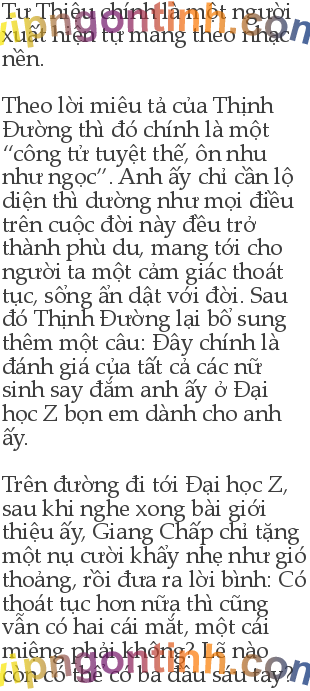 Tư Thiệu chính là một người
xuất hiện tự mang theo nhạc
nền.
Theo lời miêu tả của Thịnh
Đường thì đó chính là một
“công tử tuyệt thế, ôn nhu
như ngọc”. Anh ấy chỉ cần lộ
diện thì dường như mọi điều
trên cuộc đời này đều trở
thành phù du, mang tới cho
người ta một cảm giác thoát
tục, sống ẩn dật với đời. Sau
đó Thịnh Đường lại bổ sung
thêm một câu: Đây chính là
đánh giá của tất cả các nữ
sinh say đắm anh ấy ở Đại
học Z bọn em dành cho anh
ấy.
Trên đường đi tới Đại học Z,
sau khi nghe xong bài giới
thiệu ấy, Giang Chấp chỉ tặng
một nụ cười khẩy nhẹ như gió
thoảng, rồi đưa ra lời bình: Có
thoát tục hơn nữa thì cũng
vẫn có hai cái mắt, một cái
miệng phải không? Lẽ nào
còn có thể có ba đầu sáu tay?
vipngontinh.com
vipngontinh.com